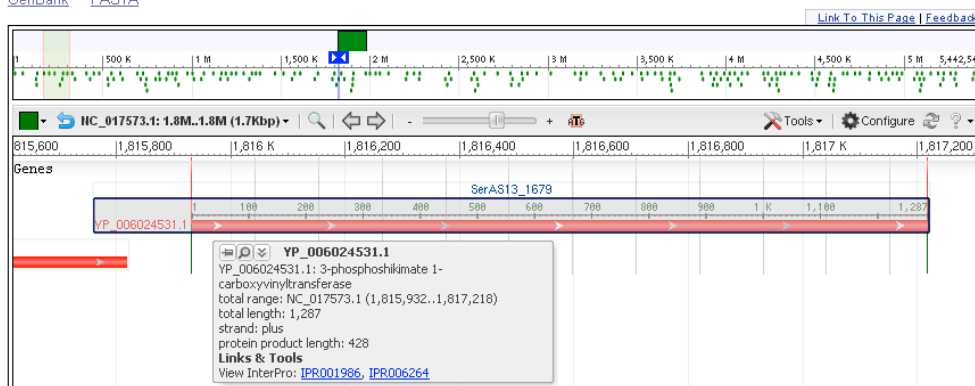 GenBank FASTA
Link To This Page | Feedback
1 500 K 1 M 1,500 K 2 M 2,500 K 3 M 3,500 K 4 M 4,500 K 5 M 5,442,54
NC_017573.1: 1.8M..1.8M (1.7Kbp) - + ATG Tools Configure ?
815,600 1,815,800 1,816 K 1,816,200 1,816,400 1,816,600 1,816,800 1,817 K 1,817,200
Genes
SerAS13_1679
1 100 200 300 400 500 600 700 800 900 1 K 1,100 1,287
YP_006024531.1
YP_006024531.1
YP_006024531.1: 3-phosphoshikimate 1-
carboxyvinyltransferase
total range: NC_017573.1 (1,815,932..1,817,218)
total length: 1,287
strand: plus
protein product length: 428
Links & Tools
View InterPro: IPR001986, IPR006264